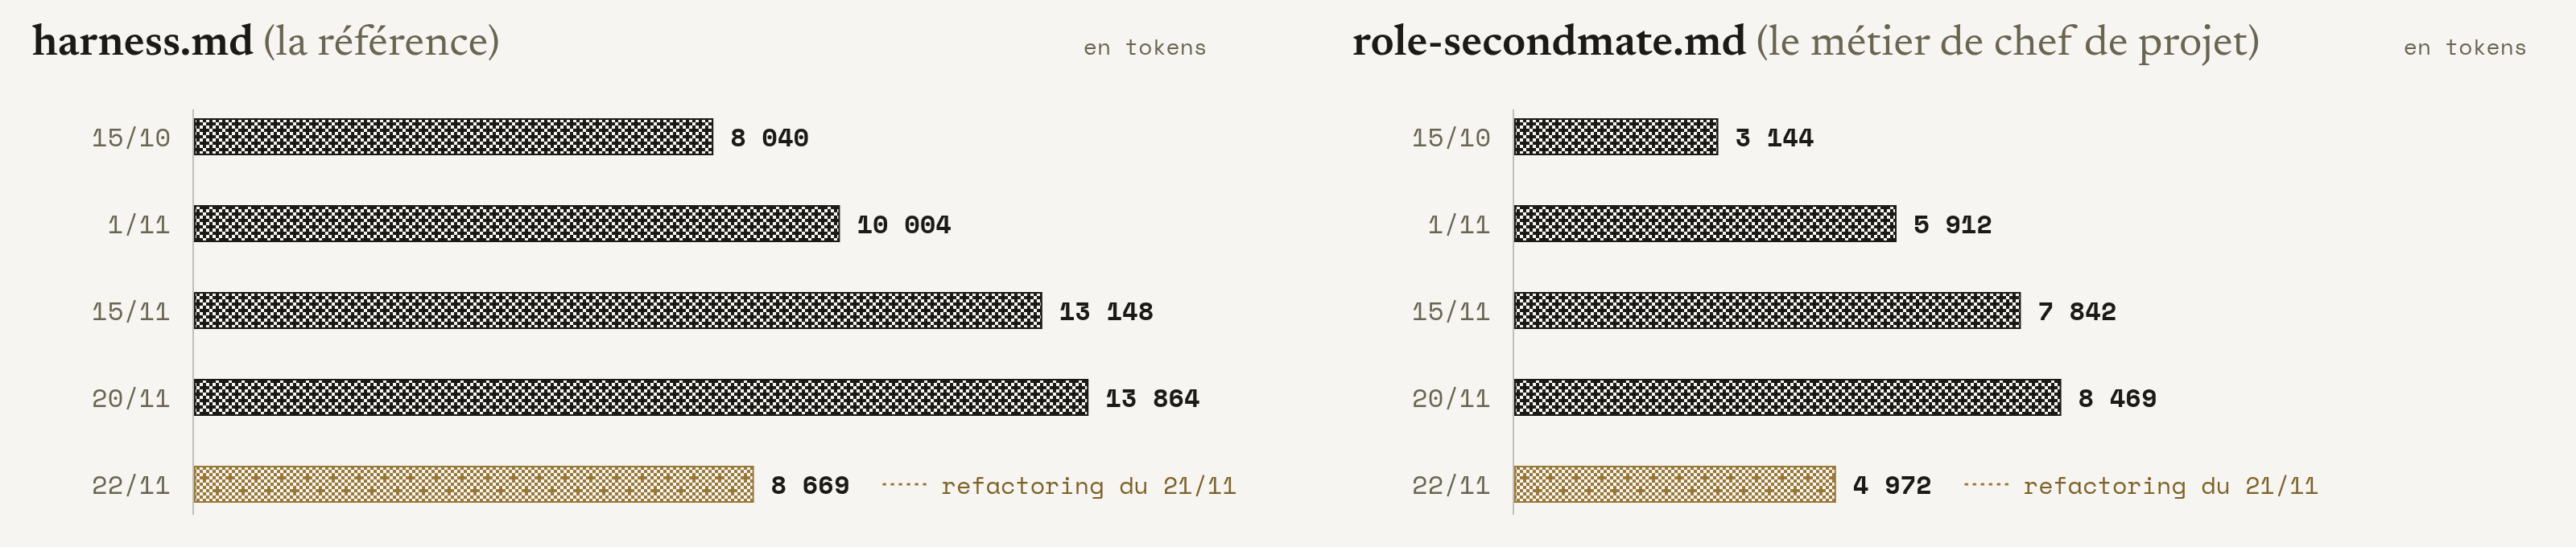 harness.md (la référence)
en tokens
15/10 8 040
1/11 10 004
15/11 13 148
20/11 13 864
22/11 8 669 refactoring du 21/11
role-secondmate.md (le métier de chef de projet)
en tokens
15/10 3 144
1/11 5 912
15/11 7 842
20/11 8 469
22/11 4 972 refactoring du 21/11